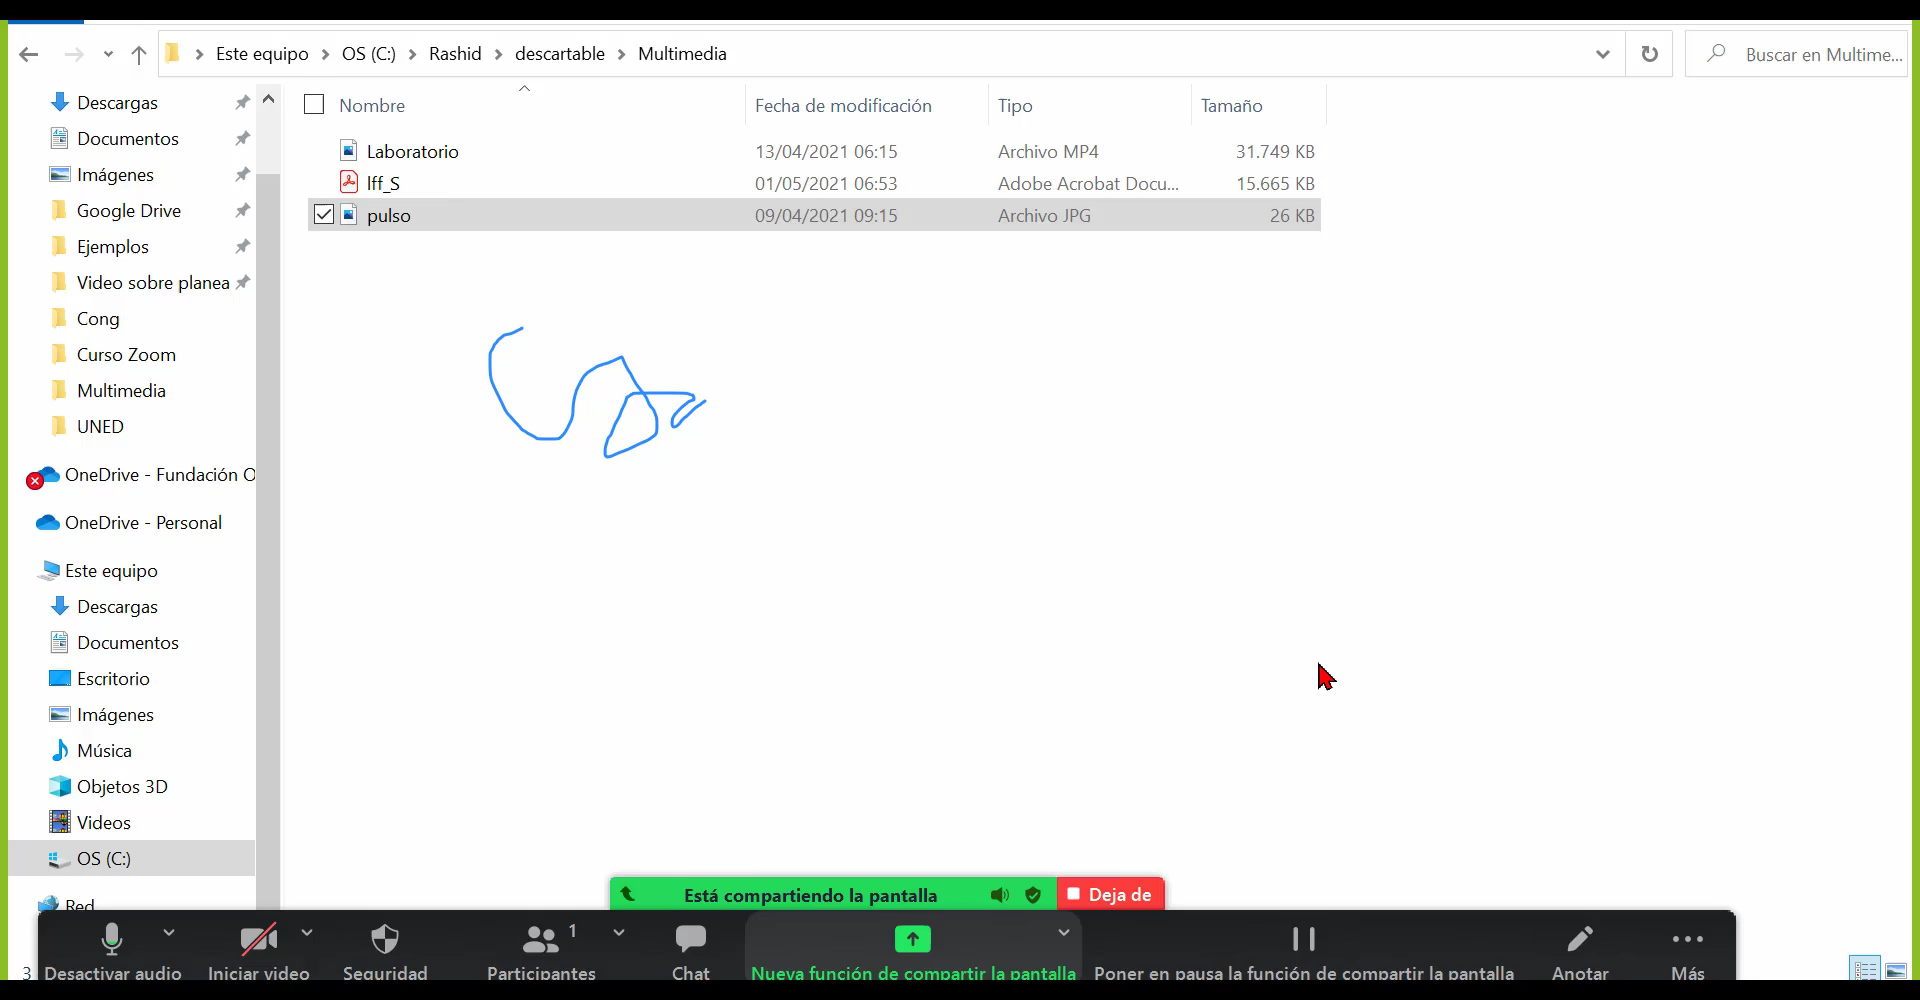 Este equipo > OS (C:) > Rashid > descartable > Multimedia
Buscar en Multime...
Nombre Fecha de modificación Tipo Tamaño
Laboratorio 13/04/2021 06:15 Archivo MP4 31.749 KB
lff_S 01/05/2021 06:53 Adobe Acrobat Docu... 15.665 KB
pulso 09/04/2021 09:15 Archivo JPG 26 KB
Descargas
Documentos
Imágenes
Google Drive
Ejemplos
Video sobre planea
Cong
Curso Zoom
Multimedia
UNED
OneDrive - Fundación O
OneDrive - Personal
Este equipo
Descargas
Documentos
Escritorio
Imágenes
Música
Objetos 3D
Videos
OS (C:)
Red
Está compartiendo la pantalla Deja de
1
3 Desactivar audio Iniciar video Seguridad Participantes Chat Nueva función de compartir la pantalla Poner en pausa la función de compartir la pantalla Anotar Más